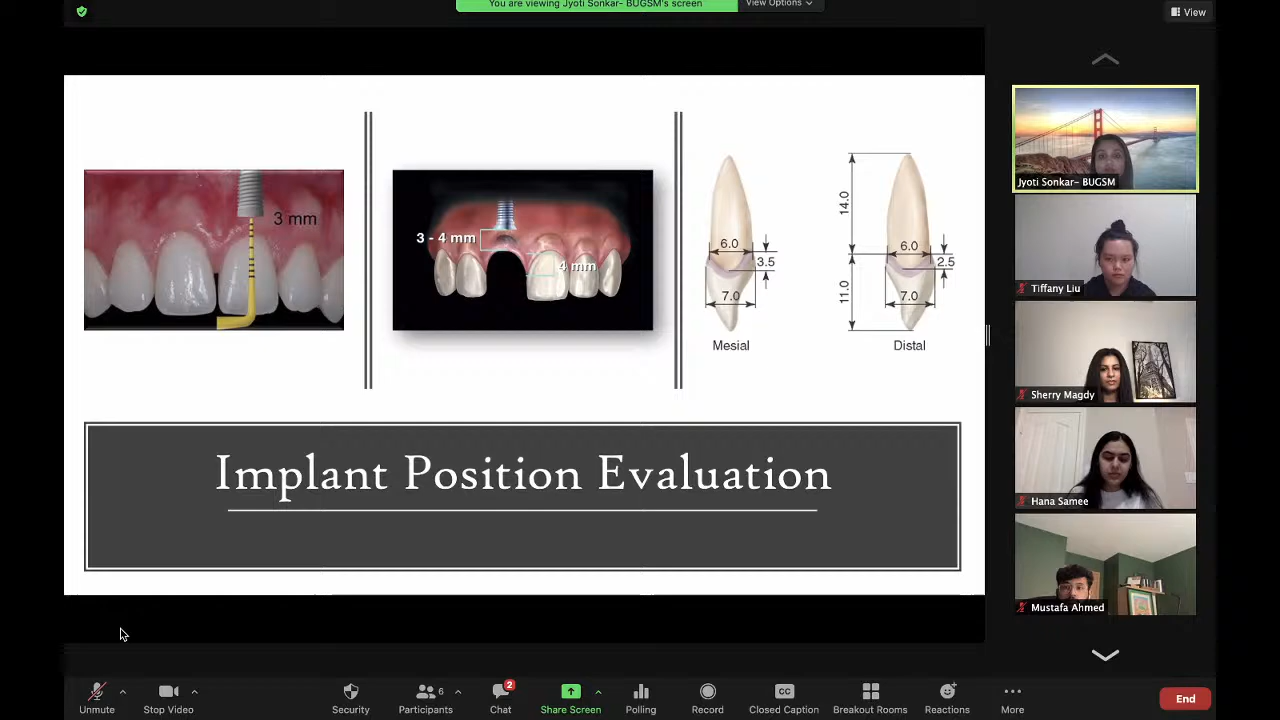 You are viewing Jyoti Sonkar- BUGSM's screen
View Options
View
3 mm
3 - 4 mm
4 mm
6.0
3.5
7.0
Mesial
14.0
11.0
6.0
2.5
7.0
Distal
Implant Position Evaluation
Jyoti Sonkar- BUGSM
Tiffany Liu
Sherry Magdy
Hana Samee
Mustafa Ahmed
Unmute
Stop Video
Security
6
Participants
2
Chat
Share Screen
Polling
Record
CC
Closed Caption
Breakout Rooms
Reactions
More
End